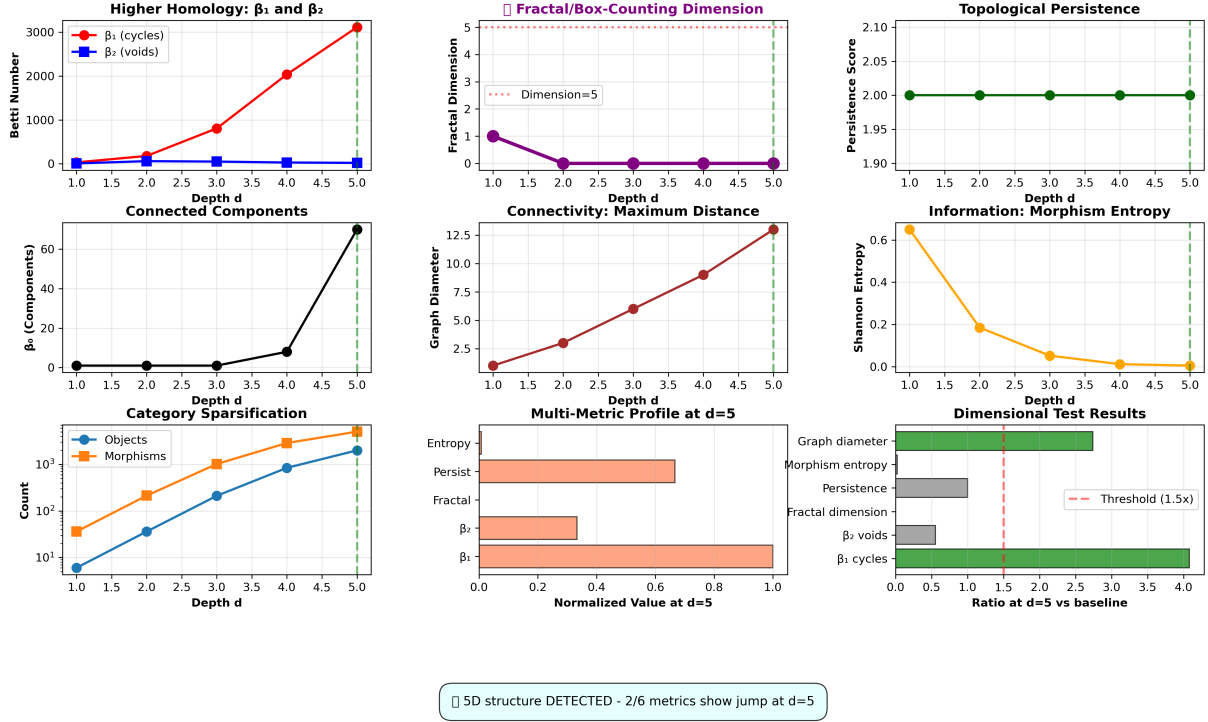 Higher Homology: β₁ and β₂
β₁ (cycles)
β₂ (voids)
Betti Number
3000
2000
1000
0
1.0 1.5 2.0 2.5 3.0 3.5 4.0 4.5 5.0
Depth d
▯ Fractal/Box-Counting Dimension
Dimension=5
Fractal Dimension
5
4
3
2
1
0
1.0 1.5 2.0 2.5 3.0 3.5 4.0 4.5 5.0
Depth d
Topological Persistence
Persistence Score
2.10
2.05
2.00
1.95
1.90
1.0 1.5 2.0 2.5 3.0 3.5 4.0 4.5 5.0
Depth d
Connected Components
β₀ (Components)
60
40
20
0
1.0 1.5 2.0 2.5 3.0 3.5 4.0 4.5 5.0
Depth d
Connectivity: Maximum Distance
Graph Diameter
12.5
10.0
7.5
5.0
2.5
1.0 1.5 2.0 2.5 3.0 3.5 4.0 4.5 5.0
Depth d
Information: Morphism Entropy
Shannon Entropy
0.6
0.4
0.2
0.0
1.0 1.5 2.0 2.5 3.0 3.5 4.0 4.5 5.0
Depth d
Category Sparsification
Objects
Morphisms
Count
10³
10²
10¹
1.0 1.5 2.0 2.5 3.0 3.5 4.0 4.5 5.0
Depth d
Multi-Metric Profile at d=5
Entropy
Persist
Fractal
β₂
β₁
0.0 0.2 0.4 0.6 0.8 1.0
Normalized Value at d=5
Dimensional Test Results
Graph diameter
Morphism entropy
Persistence
Fractal dimension
β₂ voids
β₁ cycles
Threshold (1.5x)
0.0 0.5 1.0 1.5 2.0 2.5 3.0 3.5 4.0
Ratio at d=5 vs baseline
▯ 5D structure DETECTED - 2/6 metrics show jump at d=5